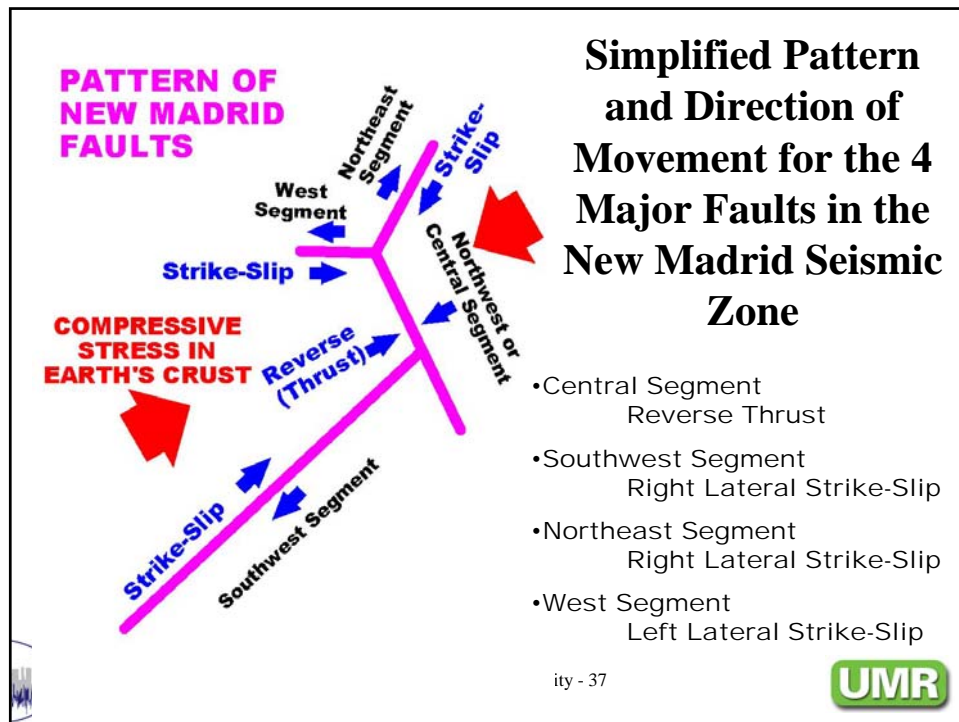 PATTERN OF
NEW MADRID
FAULTS
Northeast
Segment
Strike-
Slip
West
Segment
Strike-Slip
Northwest or
Central Segment
COMPRESSIVE
STRESS IN
EARTH'S CRUST
Reverse
(Thrust)
Strike-Slip
Southwest Segment
Simplified Pattern
and Direction of
Movement for the 4
Major Faults in the
New Madrid Seismic
Zone
•Central Segment
Reverse Thrust
•Southwest Segment
Right Lateral Strike-Slip
•Northeast Segment
Right Lateral Strike-Slip
•West Segment
Left Lateral Strike-Slip
ity - 37
UMR